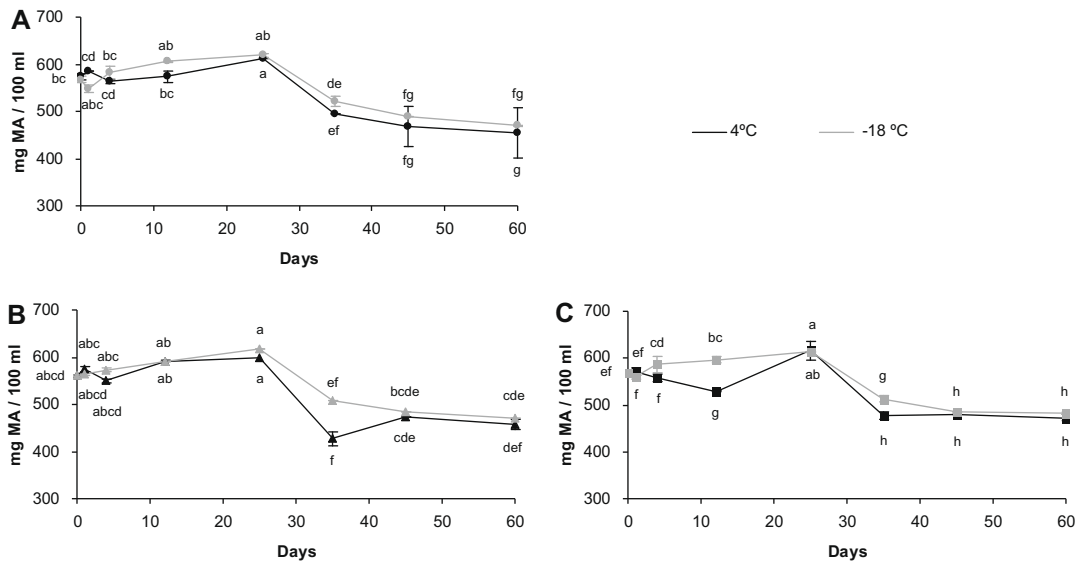 A
700
600
500
400
300
mg MA / 100 ml
bc
cd
abc
bc
cd
ab
bc
ab
a
de
ef
fg
fg
fg
g
0 10 20 30 40 50 60
Days
4ºC -18 ºC
B
700
600
500
400
300
mg MA / 100 ml
abcd
abc
abcd
abc
abcd
ab
ab
a
a
ef
f
bcde
cde
cde
def
0 10 20 30 40 50 60
Days
C
700
600
500
400
300
mg MA / 100 ml
ef
ef
f
cd
f
bc
g
a
ab
g
h
h
h
h
h
0 10 20 30 40 50 60
Days